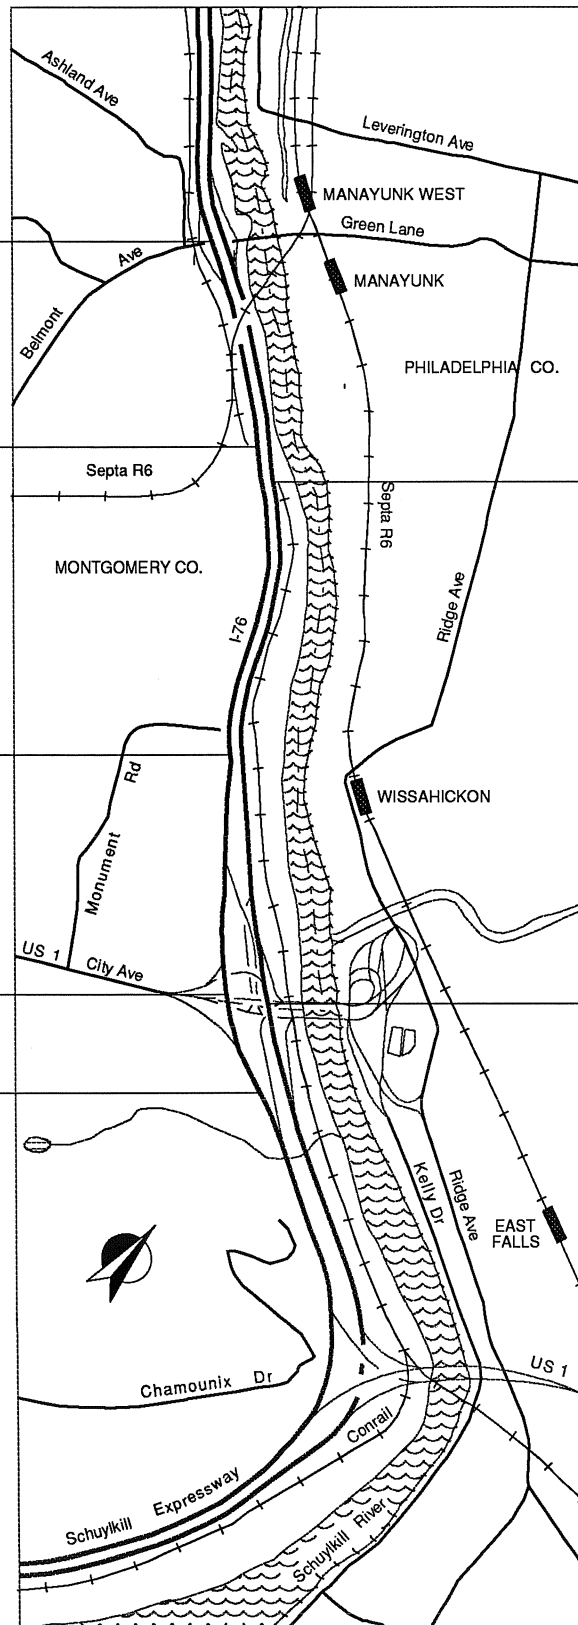 Ashland Ave
Leverington Ave
MANAYUNK WEST
Green Lane
Belmont Ave
MANAYUNK
PHILADELPHIA CO.
Septa R6
Septa R6
MONTGOMERY CO.
Ridge Ave
I-76
Monument Rd
WISSAHICKON
US 1
City Ave
Kelly Dr
Ridge Ave
EAST
FALLS
US 1
Chamounix Dr
Conrail
Schuylkill Expressway
Schuylkill River